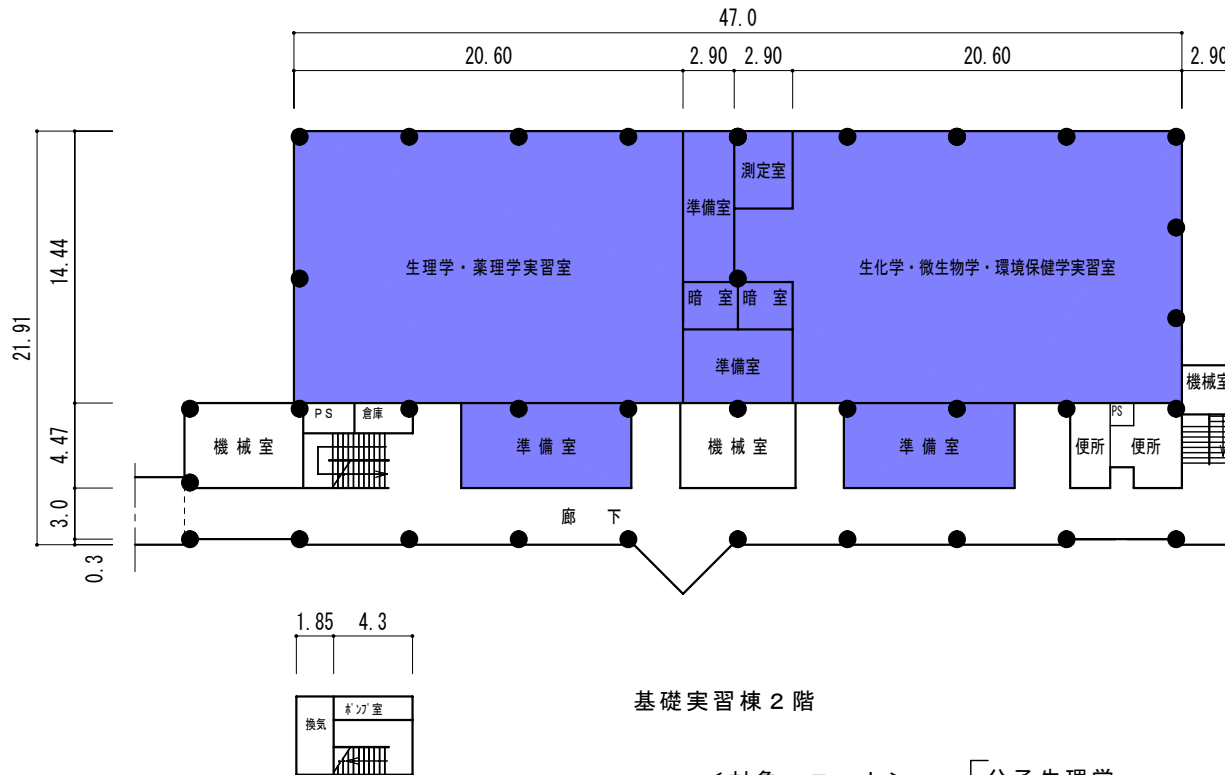 47.0
20.60 2.90 2.90 20.60 2.90
測定室
準備室
14.44
生理学・薬理学実習室
生化学・微生物学・環境保健学実習室
暗 室 暗 室
21.91
準備室
機械室
PS 倉庫 PS
4.47
機械室 準備室 機械室 準備室 便所 便所
3.0
廊 下
0.3
1.85 4.3
基礎実習棟2階
ポンプ室
換気
分子生理学